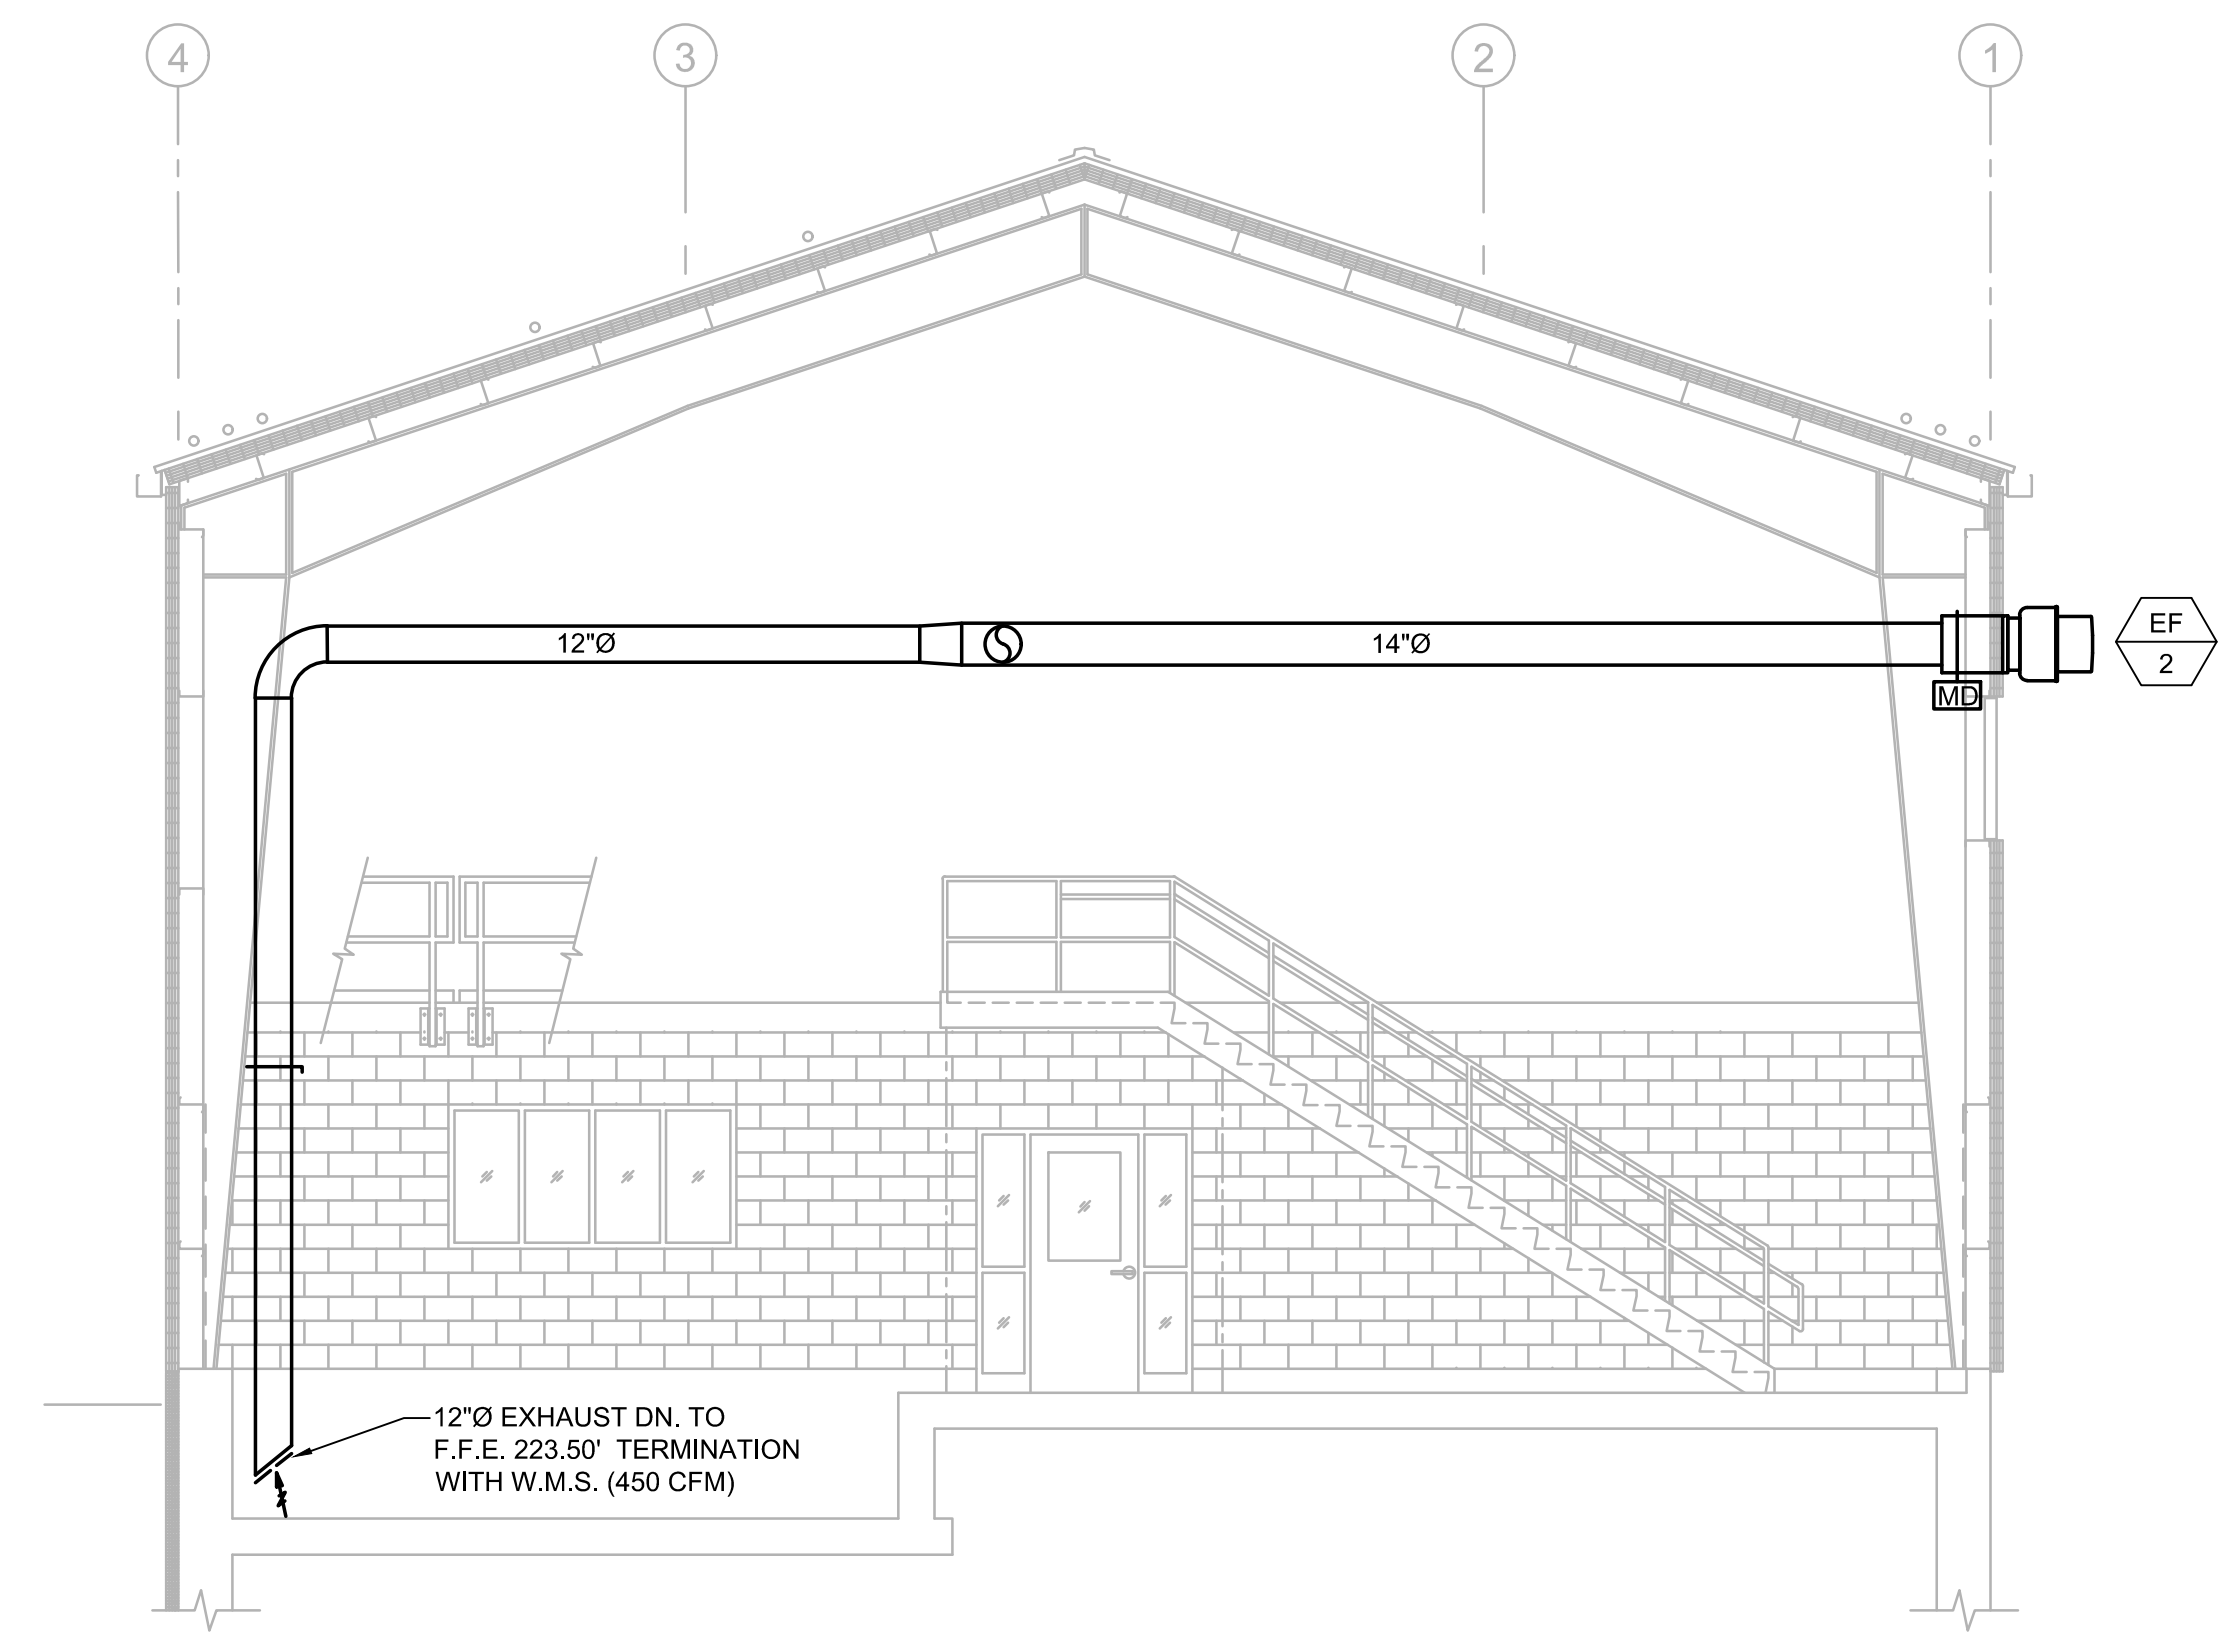 4
3
2
1
12"Ø
14"Ø
EF
2
MD
12"Ø EXHAUST DN. TO
F.F.E. 223.50' TERMINATION
WITH W.M.S. (450 CFM)